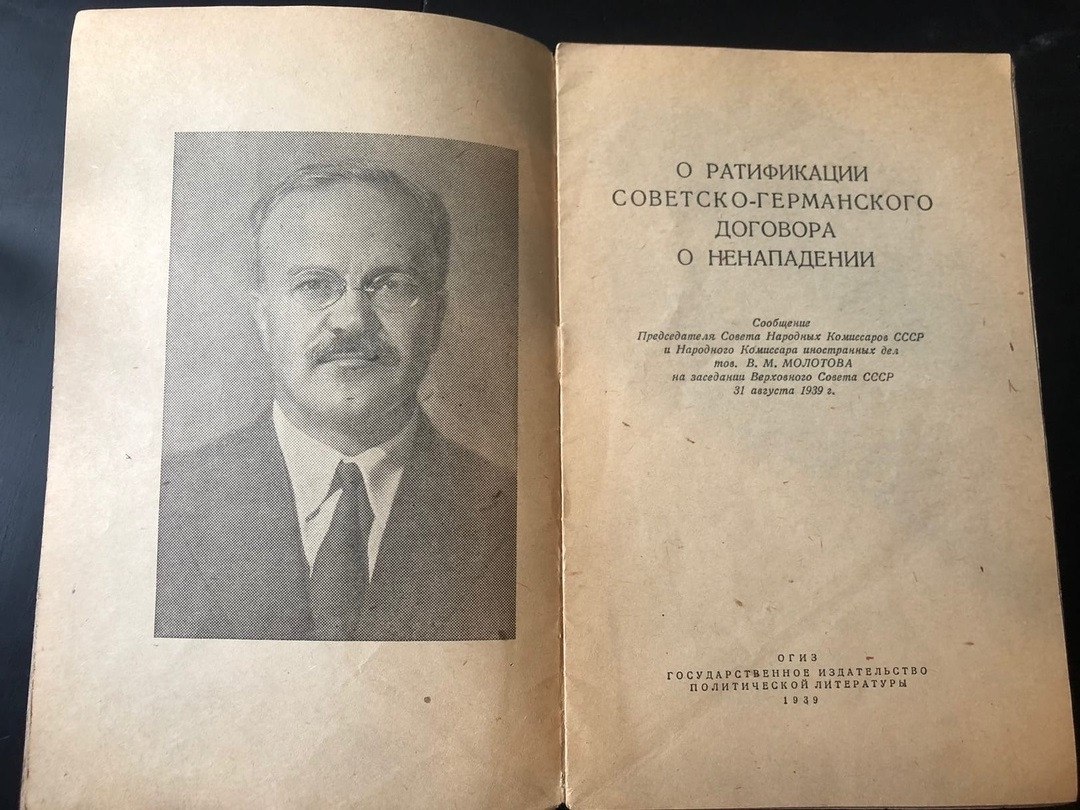 О РАТИФИКАЦИИ
СОВЕТСКО-ГЕРМАНСКОГО
ДОГОВОРА
О НЕНАПАДЕНИИ
Сообщение
Председателя Совета Народных Комиссаров СССР
и Народного Комиссара иностранных дел
тов. В. М. МОЛОТОВА
на заседании Верховного Совета СССР
31 августа 1939 г.
ОГИЗ
ГОСУДАРСТВЕННОЕ ИЗДАТЕЛЬСТВО
ПОЛИТИЧЕСКОЙ ЛИТЕРАТУРЫ
1939